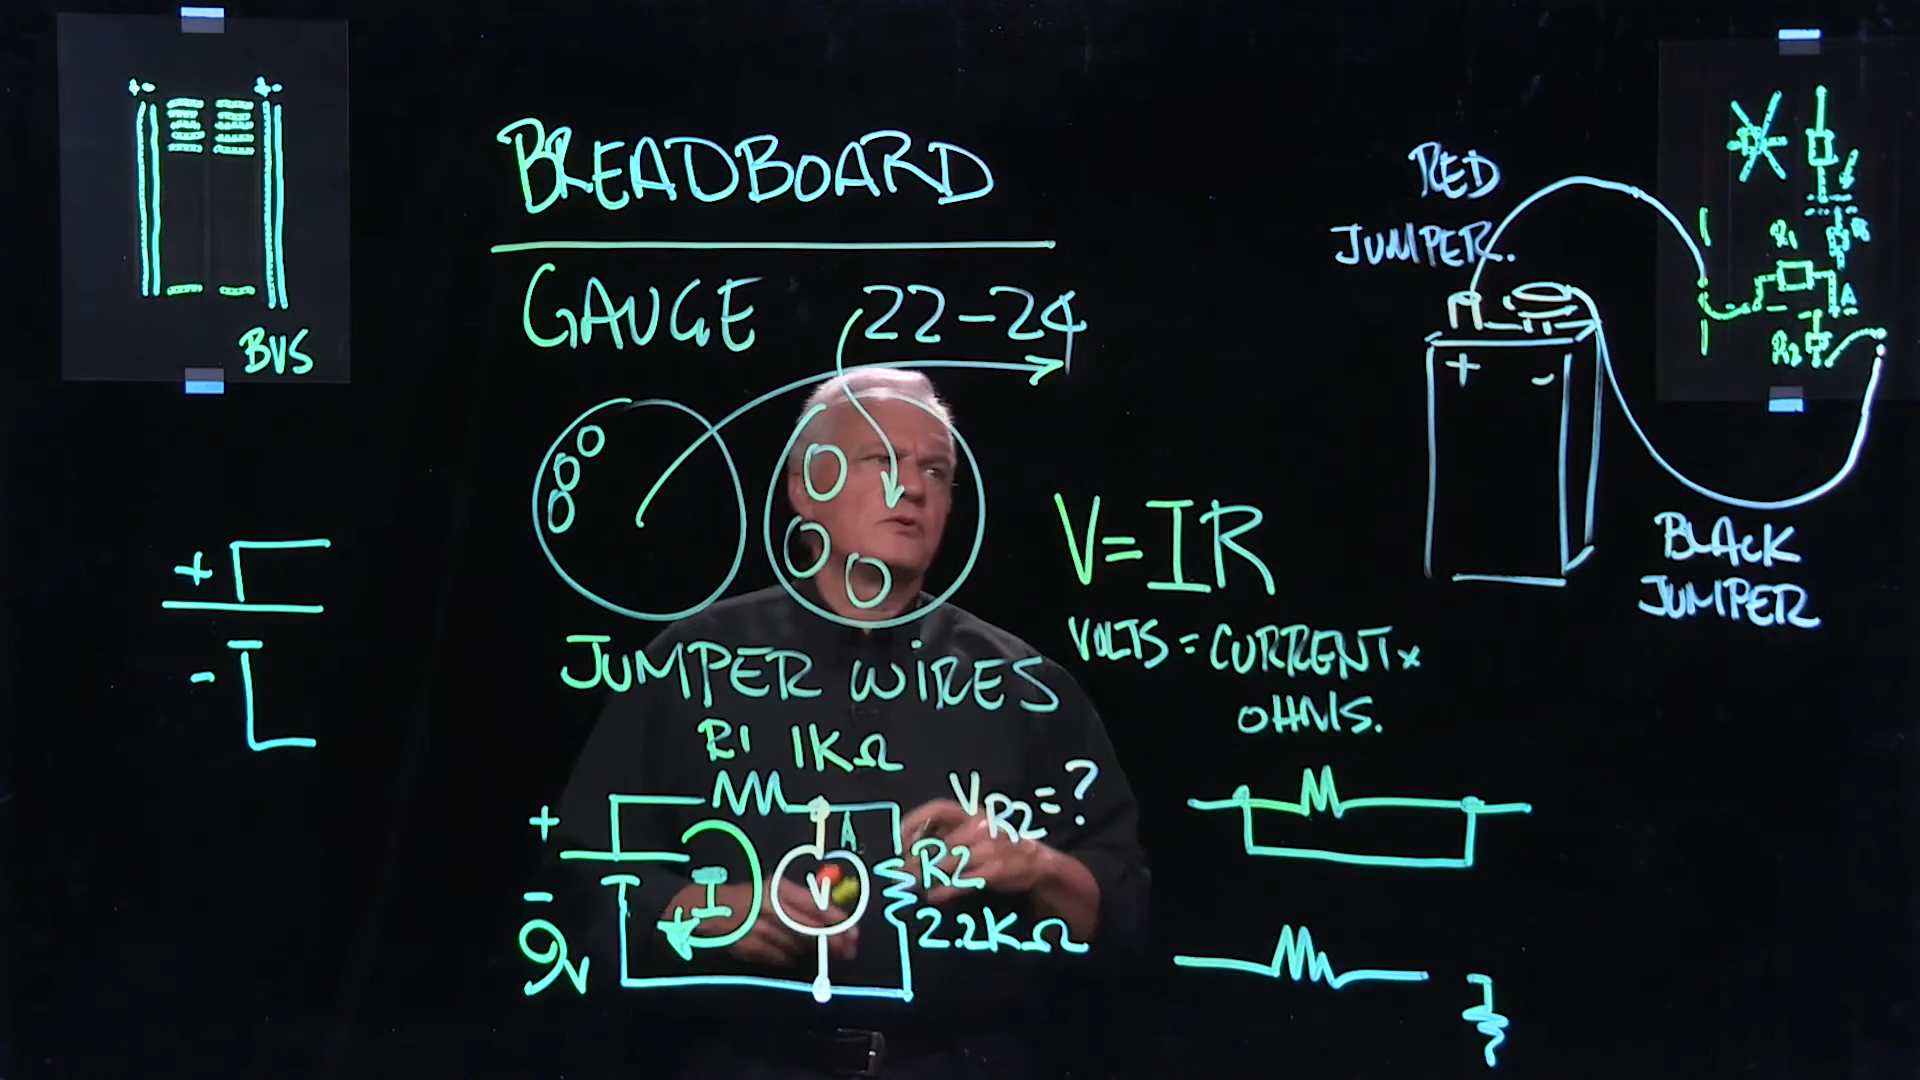 + -
+ -
BUS
BREADBOARD
GAUGE 22-24
JUMPER WIRES
+
-
V=IR
VOLTS = CURRENT x
OHMS.
RED
JUMPER.
+ -
BLACK
JUMPER
R1
A
R2
R1 1KΩ
+
-
9V
I
V
A
VR2=?
R2
2.2KΩ